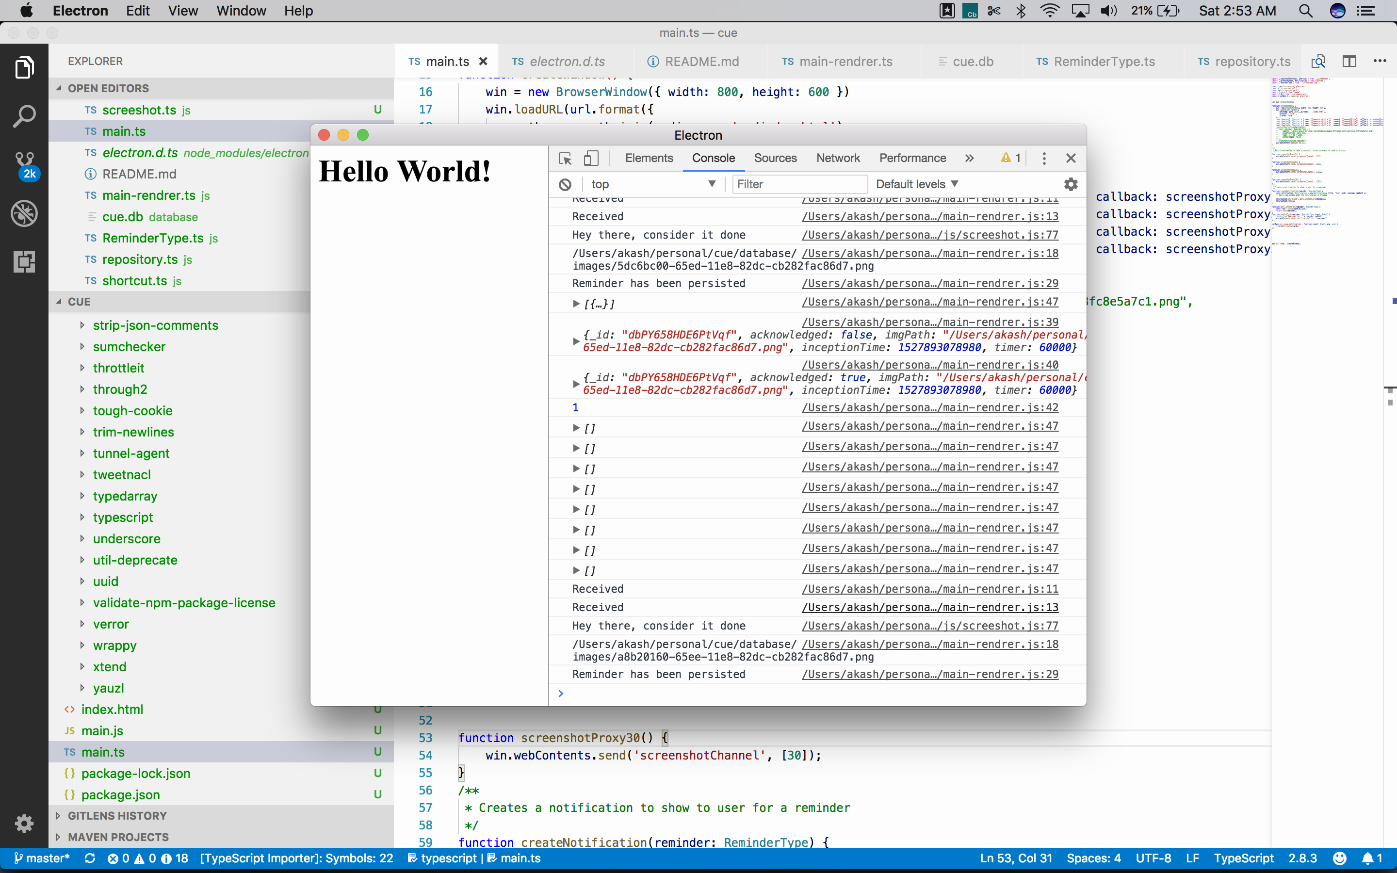 Electron Edit View Window Help
21% Sat 2:53 AM
main.ts — cue
EXPLORER
OPEN EDITORS
TS screeshot.ts js U
TS main.ts
TS electron.d.ts node_modules/electron
README.md
TS main-rendrer.ts js
cue.db database
TS ReminderType.ts js
TS repository.ts js
TS shortcut.ts js
CUE
strip-json-comments
sumchecker
throttleit
through2
tough-cookie
trim-newlines
tunnel-agent
tweetnacl
typedarray
typescript
underscore
util-deprecate
uuid
validate-npm-package-license
verror
wrappy
xtend
yauzl
<> index.html U
JS main.js U
TS main.ts U
{} package-lock.json U
{} package.json U
GITLENS HISTORY
MAVEN PROJECTS
2k
TS main.ts TS electron.d.ts README.md TS main-rendrer.ts cue.db TS ReminderType.ts TS repository.ts
16 win = new BrowserWindow({ width: 800, height: 600 })
17 win.loadURL(url.format({
callback: screenshotProxy
callback: screenshotProxy
callback: screenshotProxy
callback: screenshotProxy
fc8e5a7c1.png",
Electron
Hello World!
Elements Console Sources Network Performance » 1
top Filter Default levels
Received /Users/akash/persona…/main-rendrer.js:11
Received /Users/akash/persona…/main-rendrer.js:13
Hey there, consider it done /Users/akash/persona…/js/screeshot.js:77
/Users/akash/personal/cue/database/ /Users/akash/persona…/main-rendrer.js:18
images/5dc6bc00-65ed-11e8-82dc-cb282fac86d7.png
Reminder has been persisted /Users/akash/persona…/main-rendrer.js:29
[{…}] /Users/akash/persona…/main-rendrer.js:47
/Users/akash/persona…/main-rendrer.js:39
{_id: "dbPY658HDE6PtVqf", acknowledged: false, imgPath: "/Users/akash/personal/
65ed-11e8-82dc-cb282fac86d7.png", inceptionTime: 1527893078980, timer: 60000}
/Users/akash/persona…/main-rendrer.js:40
{_id: "dbPY658HDE6PtVqf", acknowledged: true, imgPath: "/Users/akash/personal/c
65ed-11e8-82dc-cb282fac86d7.png", inceptionTime: 1527893078980, timer: 60000}
1 /Users/akash/persona…/main-rendrer.js:42
[] /Users/akash/persona…/main-rendrer.js:47
[] /Users/akash/persona…/main-rendrer.js:47
[] /Users/akash/persona…/main-rendrer.js:47
[] /Users/akash/persona…/main-rendrer.js:47
[] /Users/akash/persona…/main-rendrer.js:47
[] /Users/akash/persona…/main-rendrer.js:47
[] /Users/akash/persona…/main-rendrer.js:47
[] /Users/akash/persona…/main-rendrer.js:47
Received /Users/akash/persona…/main-rendrer.js:11
Received /Users/akash/persona…/main-rendrer.js:13
Hey there, consider it done /Users/akash/persona…/js/screeshot.js:77
/Users/akash/personal/cue/database/ /Users/akash/persona…/main-rendrer.js:18
images/a8b20160-65ee-11e8-82dc-cb282fac86d7.png
Reminder has been persisted /Users/akash/persona…/main-rendrer.js:29
52
53 function screenshotProxy30() {
54 win.webContents.send('screenshotChannel', [30]);
55 }
56 /**
57 * Creates a notification to show to user for a reminder
58 */
59 function createNotification(reminder: ReminderType) {
master* 0 0 18 [TypeScript Importer]: Symbols: 22 typescript | main.ts Ln 53, Col 31 Spaces: 4 UTF-8 LF TypeScript 2.8.3 1